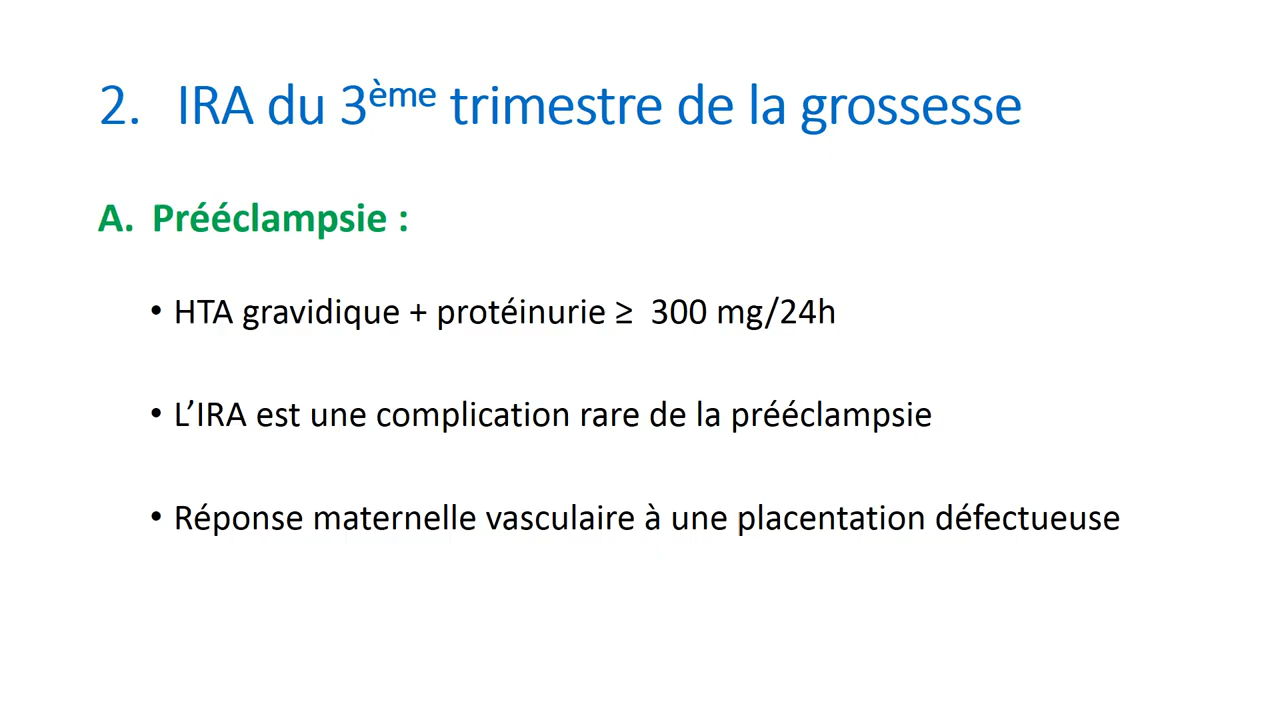 2. IRA du 3ème trimestre de la grossesse
A. Prééclampsie :
• HTA gravidique + protéinurie ≥ 300 mg/24h
• L’IRA est une complication rare de la prééclampsie
• Réponse maternelle vasculaire à une placentation défectueuse